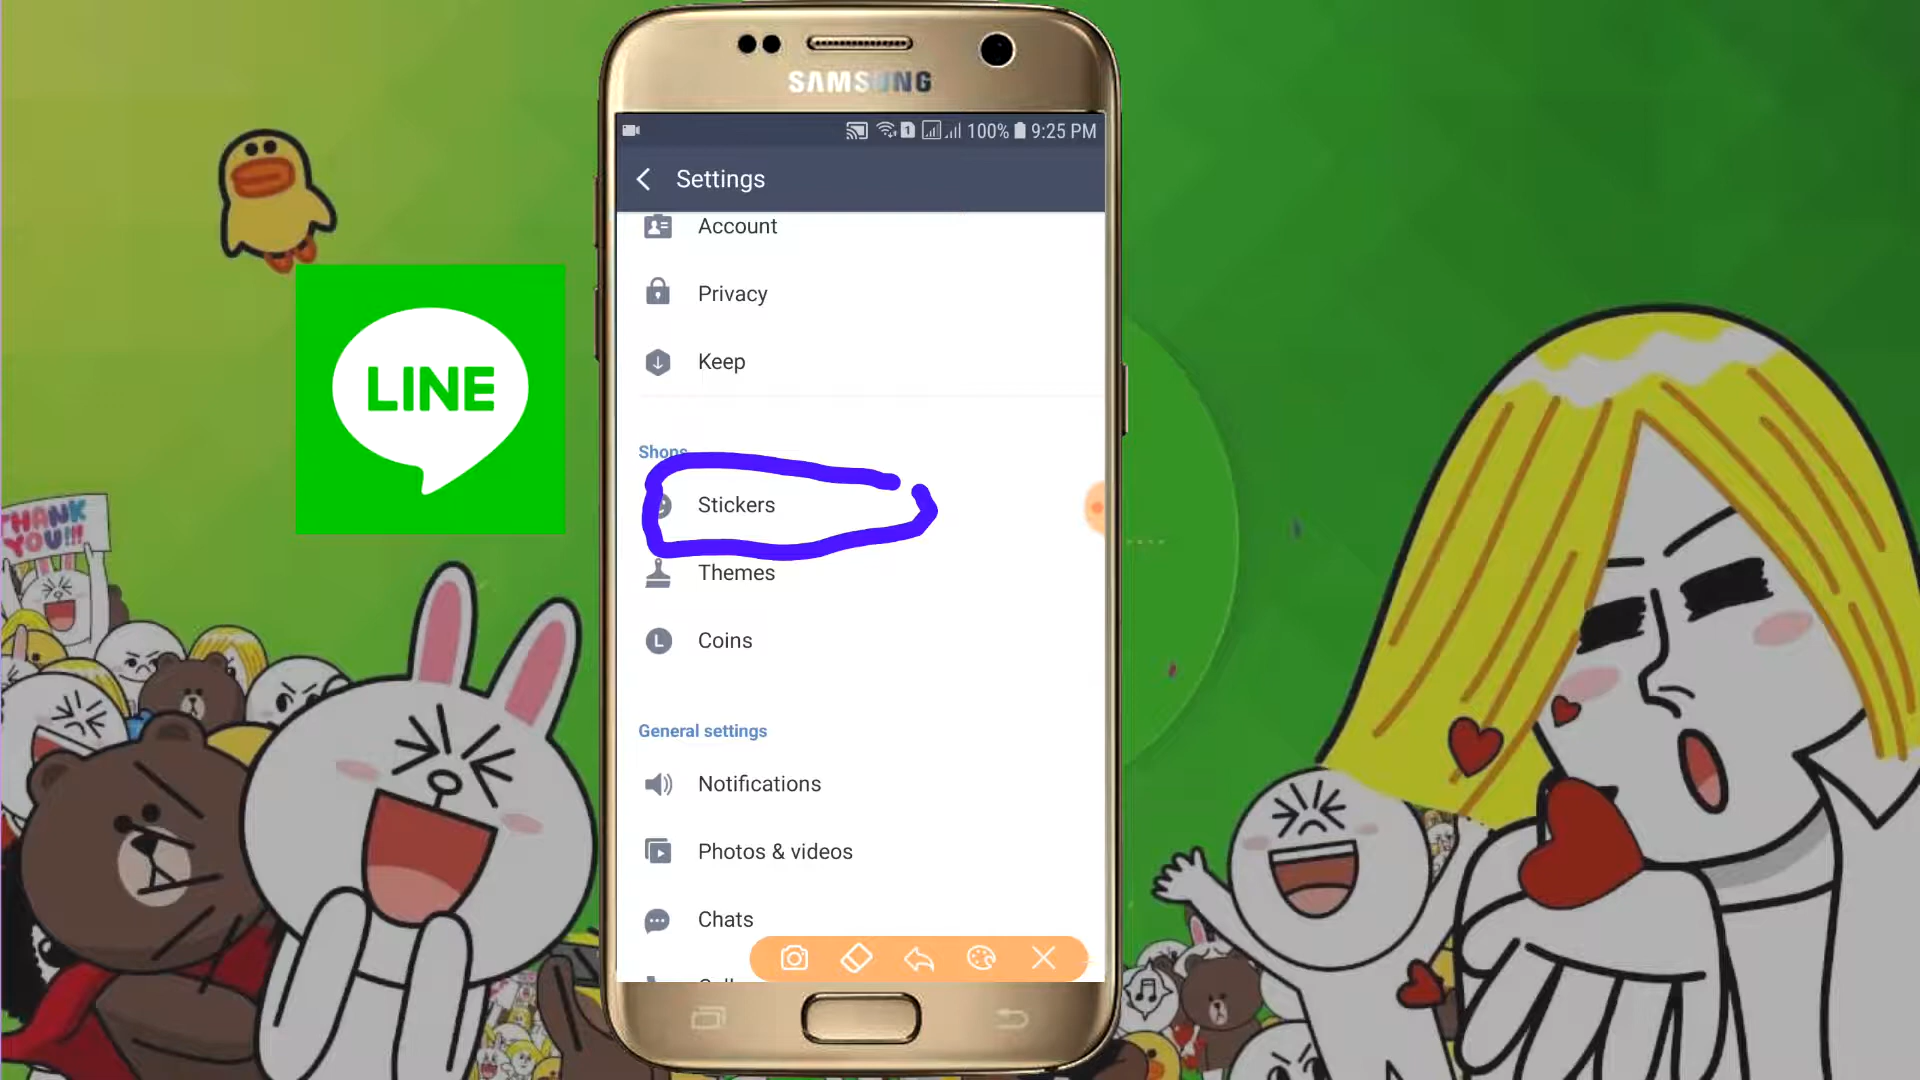 SAMSUNG
1 100% 9:25 PM
Settings
Account
Privacy
Keep
LINE
Shops
Stickers
THANK
YOU!!!
Themes
L Coins
General settings
Notifications
Photos & videos
Chats